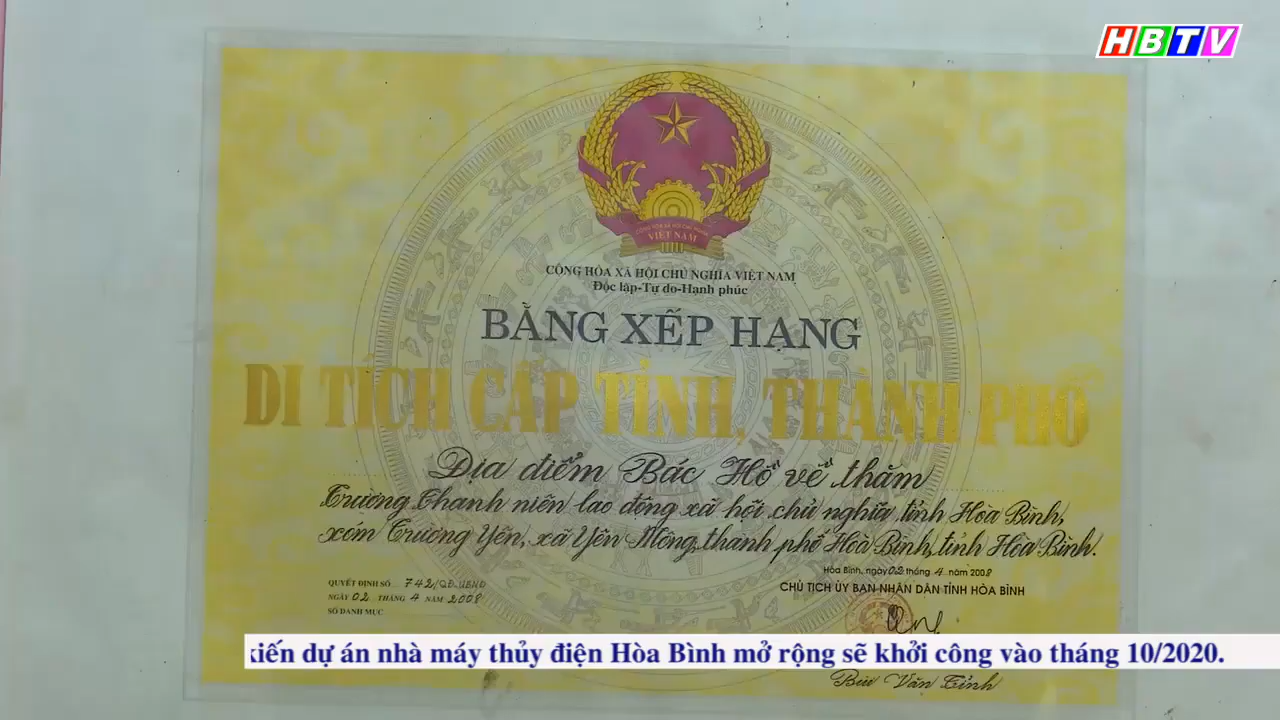 HBTV
VIỆT NAM
CỘNG HÒA XÃ HỘI CHỦ NGHĨA VIỆT NAM
Độc lập-Tự do-Hạnh phúc
BẰNG XẾP HẠNG
DI TÍCH CẤP TỈNH, THÀNH PHỐ
Địa điểm Bác Hồ về thăm
Trường Thanh niên lao động xã hội chủ nghĩa tỉnh Hòa Bình,
xóm Trường Yên, xã Yên Mông, thành phố Hoà Bình, tỉnh Hòa Bình.
Hòa Bình, ngày 02 tháng 4 năm 2008
CHỦ TỊCH ỦY BAN NHÂN DÂN TỈNH HÒA BÌNH
QUYẾT ĐỊNH SỐ 742/QĐ.UBND
NGÀY 02 THÁNG 4 NĂM 2008
SỐ DANH MỤC
kiến dự án nhà máy thủy điện Hòa Bình mở rộng sẽ khởi công vào tháng 10/2020.
Bùi Văn Tỉnh